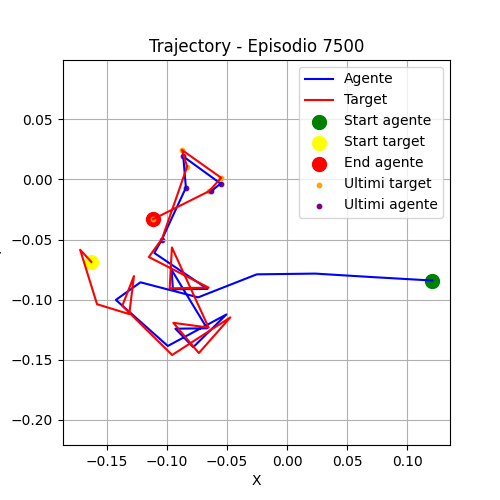 Trajectory - Episodio 7500
Agente
Target
Start agente
Start target
End agente
Ultimi target
Ultimi agente
0.05
0.00
−0.05
−0.10
−0.15
−0.20
−0.15
−0.10
−0.05
0.00
0.05
0.10
X